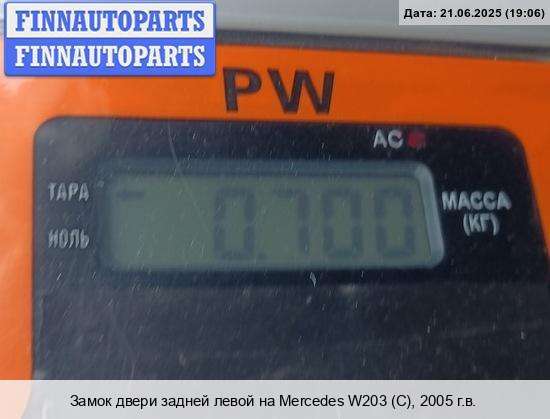 FINNAUTOPARTS
FINNAUTOPARTS
Дата: 21.06.2025 (19:06)
PW
AC
ТАРА
НОЛЬ
0.700
МАССА
(КГ)
Замок двери задней левой на Mercedes W203 (C), 2005 г.в.